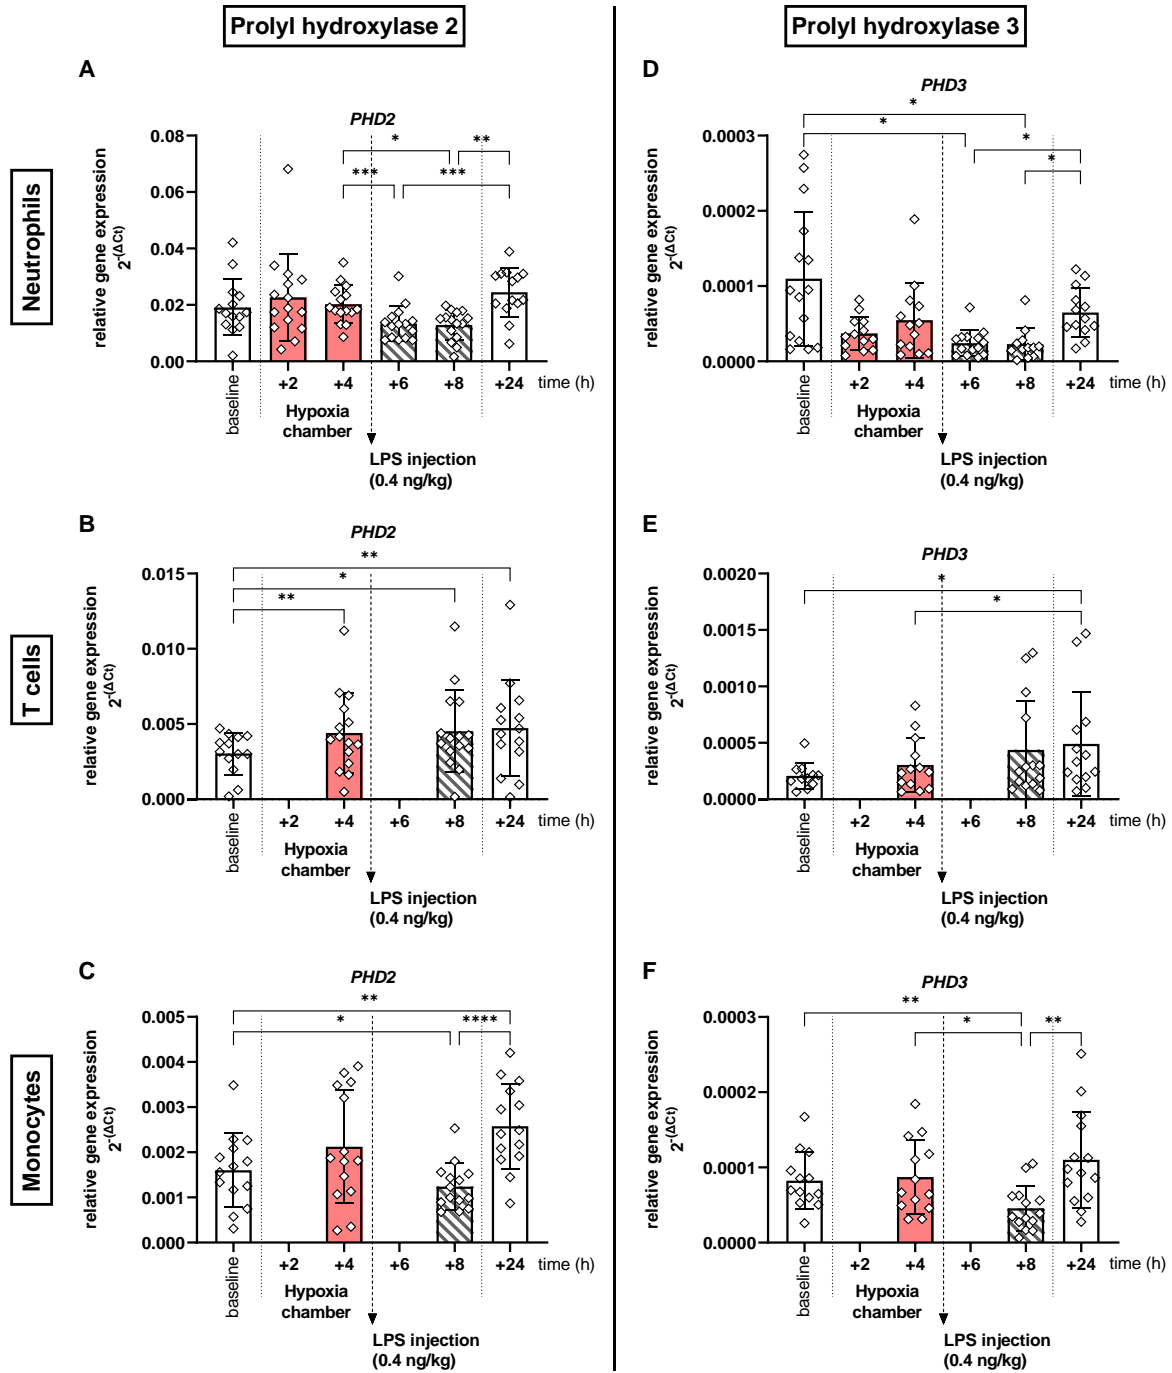 Prolyl hydroxylase 2
Prolyl hydroxylase 3
Neutrophils
A
PHD2
relative gene expression
2^-(ΔCt)
0.08
0.06
0.04
0.02
0.00
* **
*** ***
baseline
+2 +4 +6 +8 +24 time (h)
Hypoxia
chamber
LPS injection
(0.4 ng/kg)
D
PHD3
relative gene expression
2^-(ΔCt)
0.0003
0.0002
0.0001
0.0000
*
* *
*
baseline
+2 +4 +6 +8 +24 time (h)
Hypoxia
chamber
LPS injection
(0.4 ng/kg)
T cells
B
PHD2
relative gene expression
2^-(ΔCt)
0.015
0.010
0.005
0.000
**
*
**
baseline
+2 +4 +6 +8 +24 time (h)
Hypoxia
chamber
LPS injection
(0.4 ng/kg)
E
PHD3
relative gene expression
2^-(ΔCt)
0.0020
0.0015
0.0010
0.0005
0.0000
*
*
baseline
+2 +4 +6 +8 +24 time (h)
Hypoxia
chamber
LPS injection
(0.4 ng/kg)
Monocytes
C
PHD2
relative gene expression
2^-(ΔCt)
0.005
0.004
0.003
0.002
0.001
0.000
**
* ****
baseline
+2 +4 +6 +8 +24 time (h)
Hypoxia
chamber
LPS injection
(0.4 ng/kg)
F
PHD3
relative gene expression
2^-(ΔCt)
0.0003
0.0002
0.0001
0.0000
**
* **
baseline
+2 +4 +6 +8 +24 time (h)
Hypoxia
chamber
LPS injection
(0.4 ng/kg)